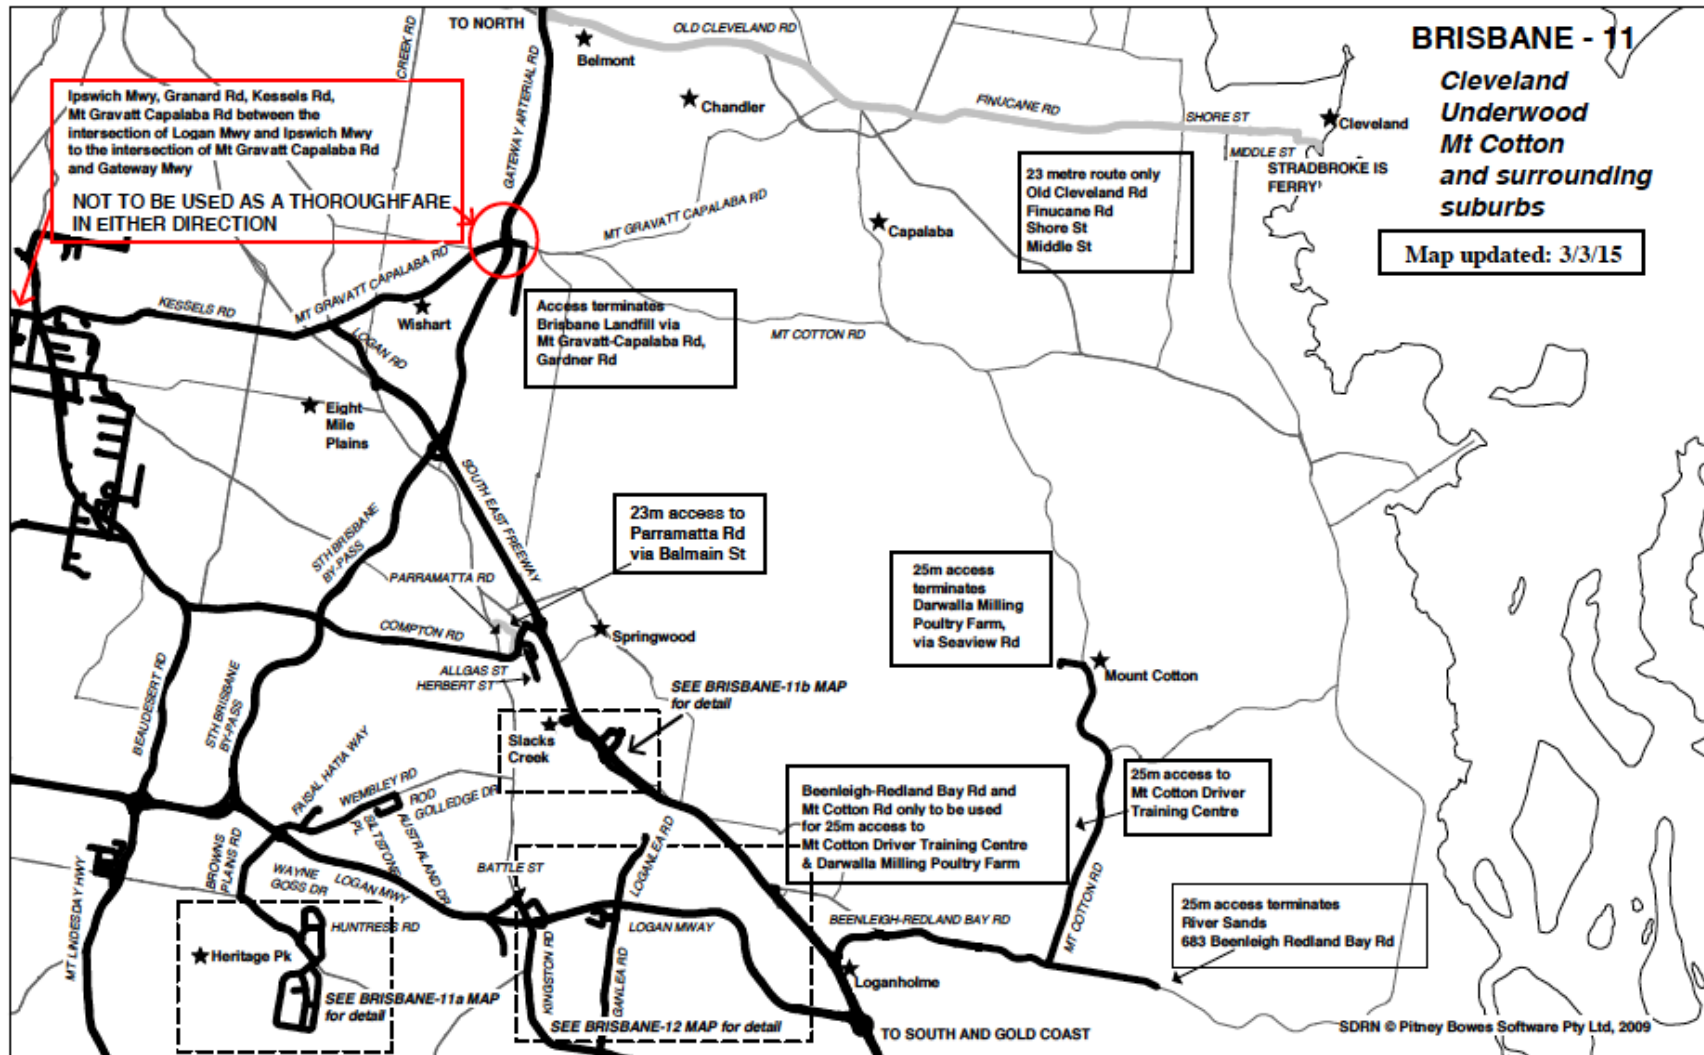 TO NORTH
CREEK RD
OLD CLEVELAND RD
BRISBANE - 11
Cleveland
Underwood
Mt Cotton
and surrounding
suburbs
Map updated: 3/3/15
Belmont
GATEWAY ARTERIAL RD
Chandler
FINUCANE RD
SHORE ST
Cleveland
MIDDLE ST
STRADBROKE IS
FERRY
Ipswich Mwy, Granard Rd, Kessels Rd,
Mt Gravatt Capalaba Rd between the
intersection of Logan Mwy and Ipswich Mwy
to the intersection of Mt Gravatt Capalaba Rd
and Gateway Mwy
NOT TO BE USED AS A THOROUGHFARE
IN EITHER DIRECTION
23 metre route only
Old Cleveland Rd
Finucane Rd
Shore St
Middle St
MT GRAVATT CAPALABA RD
Capalaba
MT GRAVATT CAPALABA RD
KESSELS RD
Wishart
LOGAN RD
Access terminates
Brisbane Landfill via
Mt Gravatt-Capalaba Rd,
Gardner Rd
MT COTTON RD
Eight
Mile
Plains
SOUTH EAST FREEWAY
STH BRISBANE
BY-PASS
23m access to
Parramatta Rd
via Balmain St
PARRAMATTA RD
25m access
terminates
Darwalla Milling
Poultry Farm,
via Seaview Rd
COMPTON RD
Springwood
ALLGAS ST
HERBERT ST
Mount Cotton
BEAUDESERT RD
STH BRISBANE
BY-PASS
SEE BRISBANE-11b MAP
for detail
Slacks
Creek
FAISAL HATIA WAY
WEMBLEY RD
ROD
GOLLEDGE DR
SILTSTONE
PL
AUSTRALAND DR
Beenleigh-Redland Bay Rd and
Mt Cotton Rd only to be used
for 25m access to
Mt Cotton Driver Training Centre
& Darwalla Milling Poultry Farm
25m access to
Mt Cotton Driver
Training Centre
BROWNS
PLAINS RD
WAYNE
GOSS DR
LOGAN MWY
BATTLE ST
LOGANLEA RD
MT LINDESAY HWY
HUNTRESS RD
Heritage Pk
SEE BRISBANE-11a MAP
for detail
KINGSTON RD
GANLEA RD
LOGAN MWAY
SEE BRISBANE-12 MAP for detail
BEENLEIGH-REDLAND BAY RD
MT COTTON RD
25m access terminates
River Sands
683 Beenleigh Redland Bay Rd
Loganholme
TO SOUTH AND GOLD COAST
SDRN © Pitney Bowes Software Pty Ltd, 2009